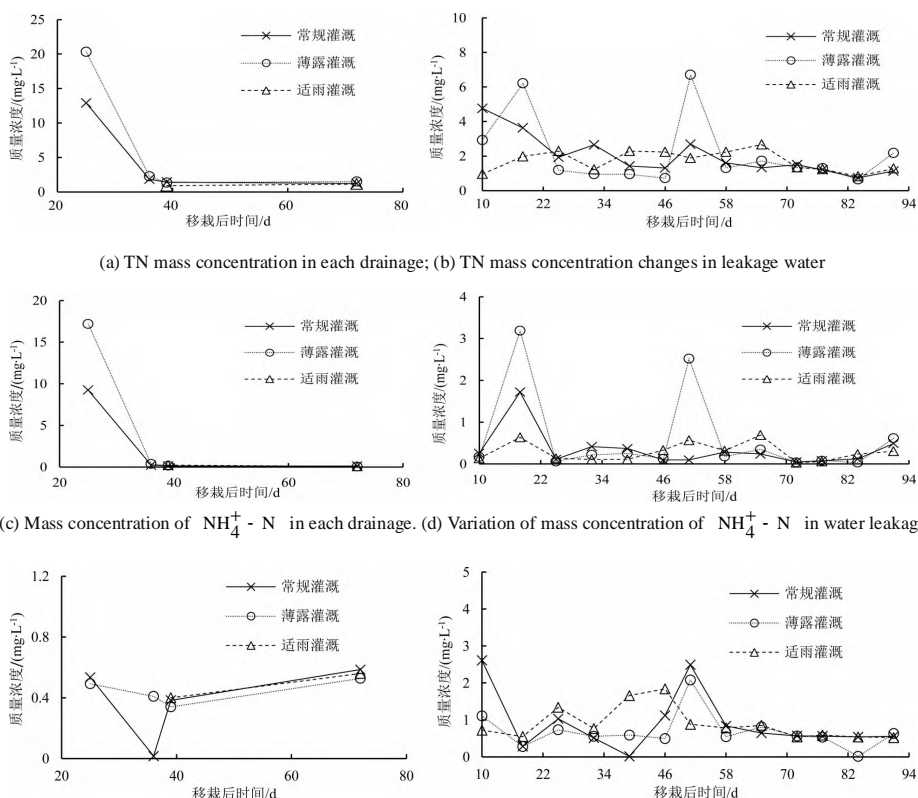 25
20
15
10
5
0
质量浓度/(mg·L-1)
常规灌溉
薄露灌溉
适雨灌溉
20 40 60 80
移栽后时间/d
10
8
6
4
2
0
质量浓度/(mg·L-1)
常规灌溉
薄露灌溉
适雨灌溉
10 22 34 46 58 70 82 94
移栽后时间/d
(a) TN mass concentration in each drainage; (b) TN mass concentration changes in leakage water
20
15
10
5
0
质量浓度/(mg·L-1)
常规灌溉
薄露灌溉
适雨灌溉
20 40 60 80
移栽后时间/d
4
3
2
1
0
质量浓度/(mg·L-1)
常规灌溉
薄露灌溉
适雨灌溉
10 22 34 46 58 70 82 94
移栽后时间/d
(c) Mass concentration of NH4+ - N in each drainage. (d) Variation of mass concentration of NH4+ - N in water leakag
1.2
0.8
0.4
0.0
质量浓度/(mg·L-1)
常规灌溉
薄露灌溉
适雨灌溉
20 40 60 80
移栽后时间/d
5
4
3
2
1
0
质量浓度/(mg·L-1)
常规灌溉
薄露灌溉
适雨灌溉
10 22 34 46 58 70 82 94
移栽后时间/d